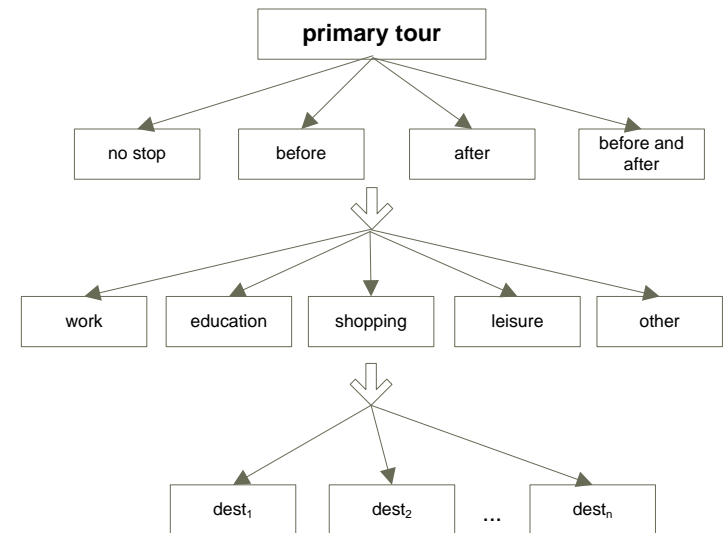 primary tour
no stop
before
after
before and
after
work
education
shopping
leisure
other
dest₁
dest₂
...
destₙ